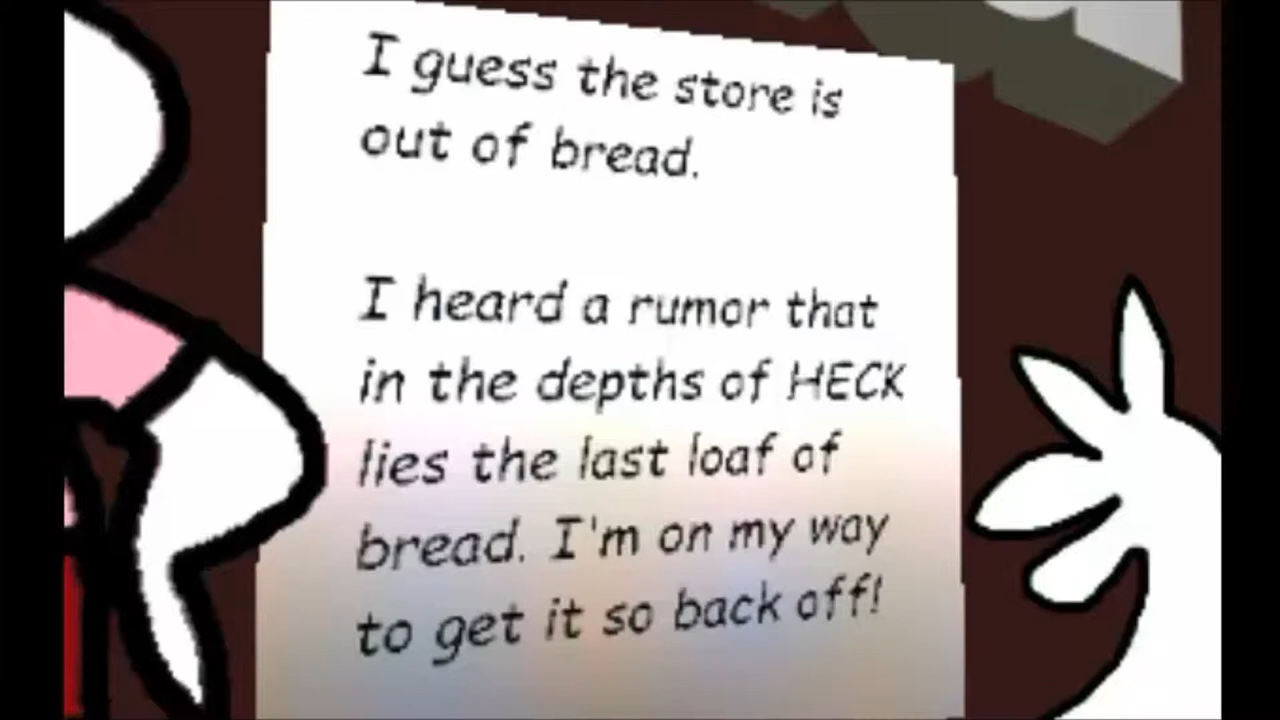 I guess the store is
out of bread.
I heard a rumor that
in the depths of HECK
lies the last loaf of
bread. I'm on my way
to get it so back off!